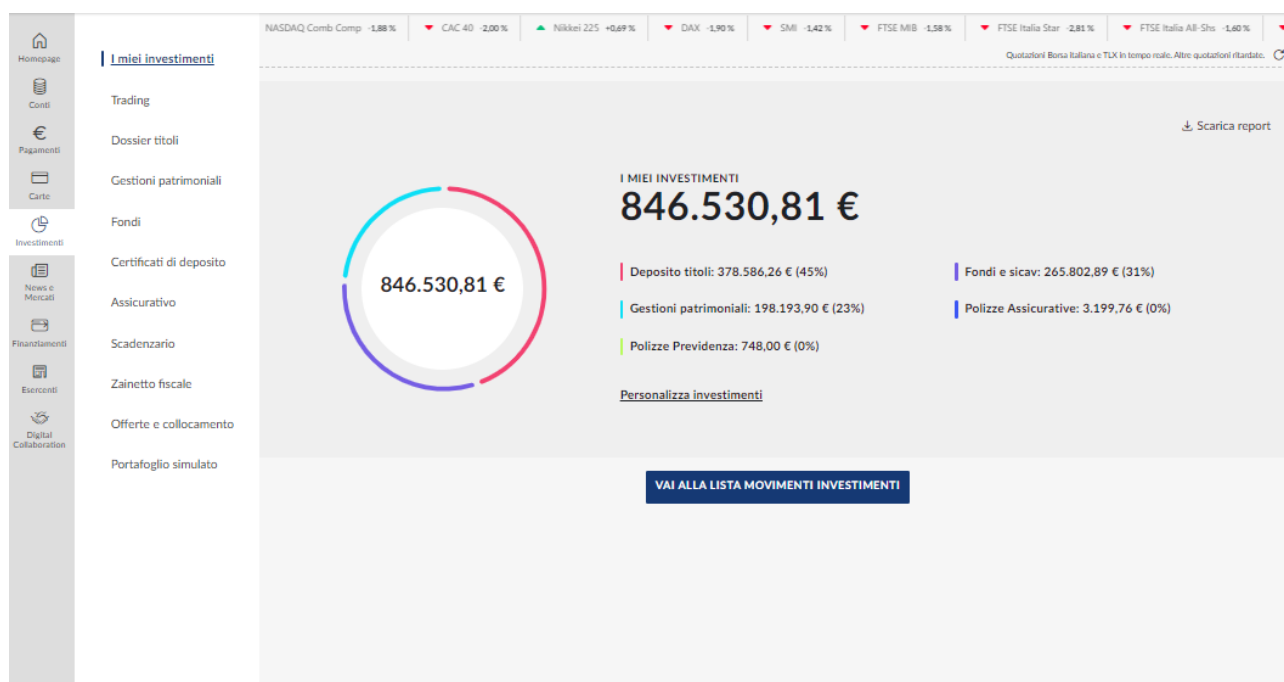 NASDAQ Comb Comp -1,88 % CAC 40 -2,00 % Nikkei 225 +0,69 % DAX -1,90 % SMI -1,42 % FTSE MIB -1,58 % FTSE Italia Star -2,81 % FTSE Italia All-Shs -1,60 %
Quotazioni Borsa Italiana e TLX in tempo reale. Altre quotazioni ritardate.
Homepage
Conti
Pagamenti
Carte
Investimenti
News e
Mercati
Finanziamenti
Esercenti
Digital
Collaboration
I miei investimenti
Trading
Dossier titoli
Gestioni patrimoniali
Fondi
Certificati di deposito
Assicurativo
Scadenzario
Zainetto fiscale
Offerte e collocamento
Portafoglio simulato
Scarica report
846.530,81 €
I MIEI INVESTIMENTI
846.530,81 €
Deposito titoli: 378.586,26 € (45%)
Fondi e sicav: 265.802,89 € (31%)
Gestioni patrimoniali: 198.193,90 € (23%)
Polizze Assicurative: 3.199,76 € (0%)
Polizze Previdenza: 748,00 € (0%)
Personalizza investimenti
VAI ALLA LISTA MOVIMENTI INVESTIMENTI